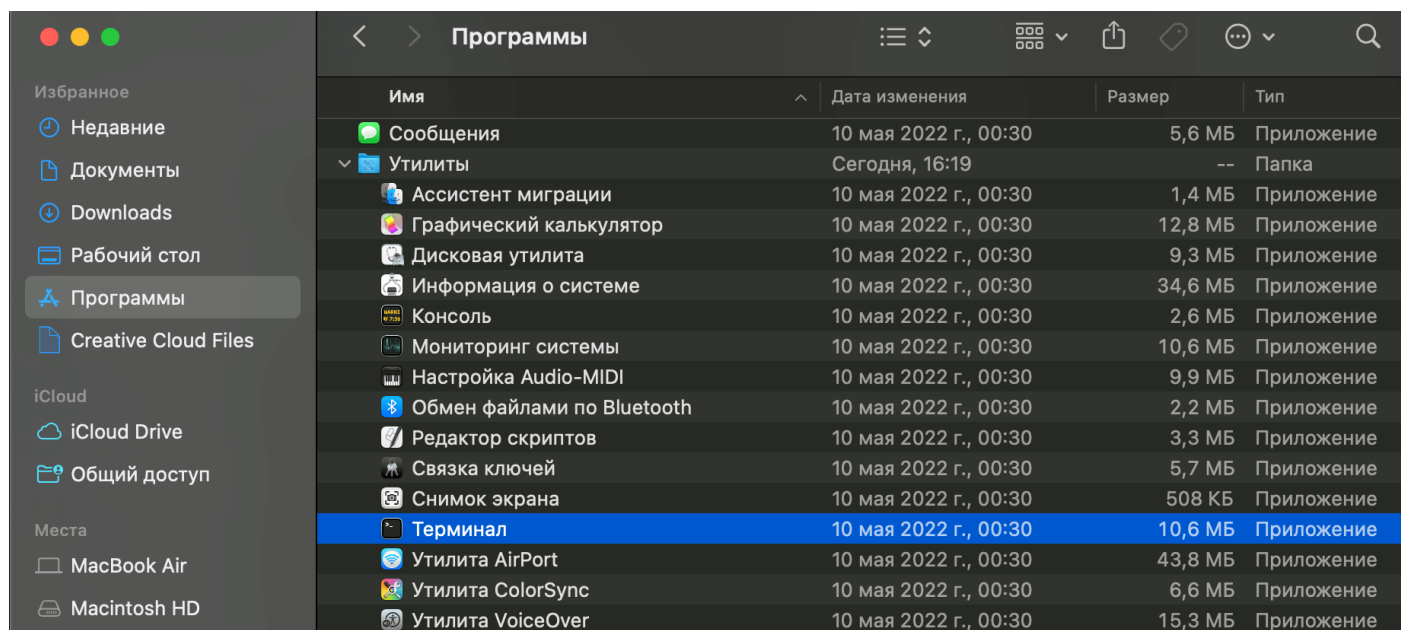 Программы
Избранное
Недавние
Документы
Downloads
Рабочий стол
Программы
Creative Cloud Files
iCloud
iCloud Drive
Общий доступ
Места
MacBook Air
Macintosh HD
Имя Дата изменения Размер Тип
Сообщения 10 мая 2022 г., 00:30 5,6 МБ Приложение
Утилиты Сегодня, 16:19 -- Папка
Ассистент миграции 10 мая 2022 г., 00:30 1,4 МБ Приложение
Графический калькулятор 10 мая 2022 г., 00:30 12,8 МБ Приложение
Дисковая утилита 10 мая 2022 г., 00:30 9,3 МБ Приложение
Информация о системе 10 мая 2022 г., 00:30 34,6 МБ Приложение
Консоль 10 мая 2022 г., 00:30 2,6 МБ Приложение
Мониторинг системы 10 мая 2022 г., 00:30 10,6 МБ Приложение
Настройка Audio-MIDI 10 мая 2022 г., 00:30 9,9 МБ Приложение
Обмен файлами по Bluetooth 10 мая 2022 г., 00:30 2,2 МБ Приложение
Редактор скриптов 10 мая 2022 г., 00:30 3,3 МБ Приложение
Связка ключей 10 мая 2022 г., 00:30 5,7 МБ Приложение
Снимок экрана 10 мая 2022 г., 00:30 508 КБ Приложение
Терминал 10 мая 2022 г., 00:30 10,6 МБ Приложение
Утилита AirPort 10 мая 2022 г., 00:30 43,8 МБ Приложение
Утилита ColorSync 10 мая 2022 г., 00:30 6,6 МБ Приложение
Утилита VoiceOver 10 мая 2022 г., 00:30 15,3 МБ Приложение